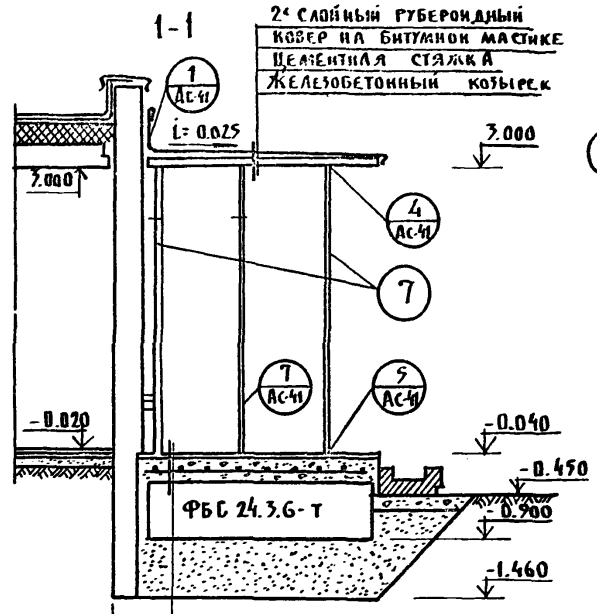 1-1
2х СЛОЙНЫЙ РУБЕРОИДНЫЙ
КОВЕР НА БИТУМНОЙ МАСТИКЕ
ЦЕМЕНТНАЯ СТЯЖКА
ЖЕЛЕЗОБЕТОННЫЙ КОЗЫРЕК
1
АС-41
i= 0.025
3.000
3.000
4
АС-41
7
7
АС-41
5
АС-41
-0.020
-0.040
-0.450
ФБС 24.3.6-Т
-0.900
-1.460